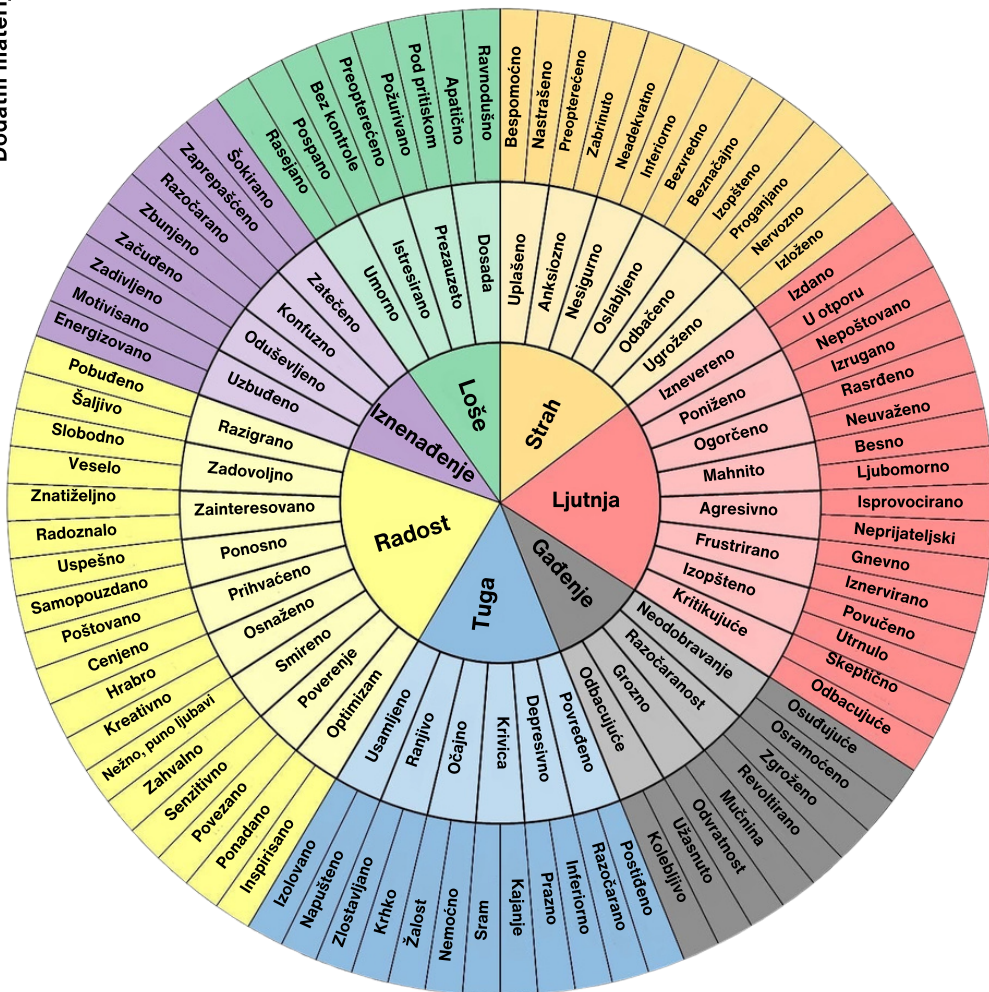 Dodatni
Strah
Ljutnja
Gađenje
Tuga
Radost
Iznenađenje
Loše
Uplašeno
Anksiozno
Nesigurno
Oslabljeno
Odbačeno
Ugroženo
Iznevereno
Poniženo
Ogorčeno
Mahnito
Agresivno
Frustrirano
Izopšteno
Kritikujuće
Neodobravanje
Razočaranost
Grozno
Odbacujuće
Povređeno
Depresivno
Krivica
Očajno
Ranjivo
Usamljeno
Optimizam
Poverenje
Smireno
Osnaženo
Prihvaćeno
Ponosno
Zainteresovano
Zadovoljno
Razigrano
Uzbuđeno
Oduševljeno
Konfuzno
Zatečeno
Umorno
Istresirano
Prezauzeto
Dosada
Bespomoćno
Nastrašeno
Preopterećeno
Zabrinuto
Neadekvatno
Inferiorno
Bezvredno
Beznačajno
Izopšteno
Proganjano
Nervozno
Izloženo
Izdano
U otporu
Nepoštovano
Izrugano
Rasrđeno
Neuvaženo
Besno
Ljubomorno
Isprovocirano
Neprijateljski
Gnevno
Iznervirano
Povučeno
Utrnulo
Skeptično
Odbacujuće
Osuđujuće
Osramoćeno
Zgroženo
Revoltirano
Mučnina
Odvratnost
Užasnuto
Kolebljivo
Postiđeno
Razočarano
Inferiorno
Prazno
Kajanje
Sram
Nemoćno
Žalost
Krhko
Zlostavljano
Napušteno
Izolovano
Inspirisano
Ponadano
Povezano
Senzitivno
Zahvalno
Nežno, puno ljubavi
Kreativno
Hrabro
Cenjeno
Poštovano
Samopouzdano
Uspešno
Radoznalo
Znatiželjno
Veselo
Slobodno
Šaljivo
Pobuđeno
Energizovano
Motivisano
Zadivljeno
Začuđeno
Zbunjeno
Razočarano
Zaprepašćeno
Šokirano
Rasejano
Pospano
Bez kontrole
Preopterećeno
Požurivano
Pod pritiskom
Apatično
Ravnodušno